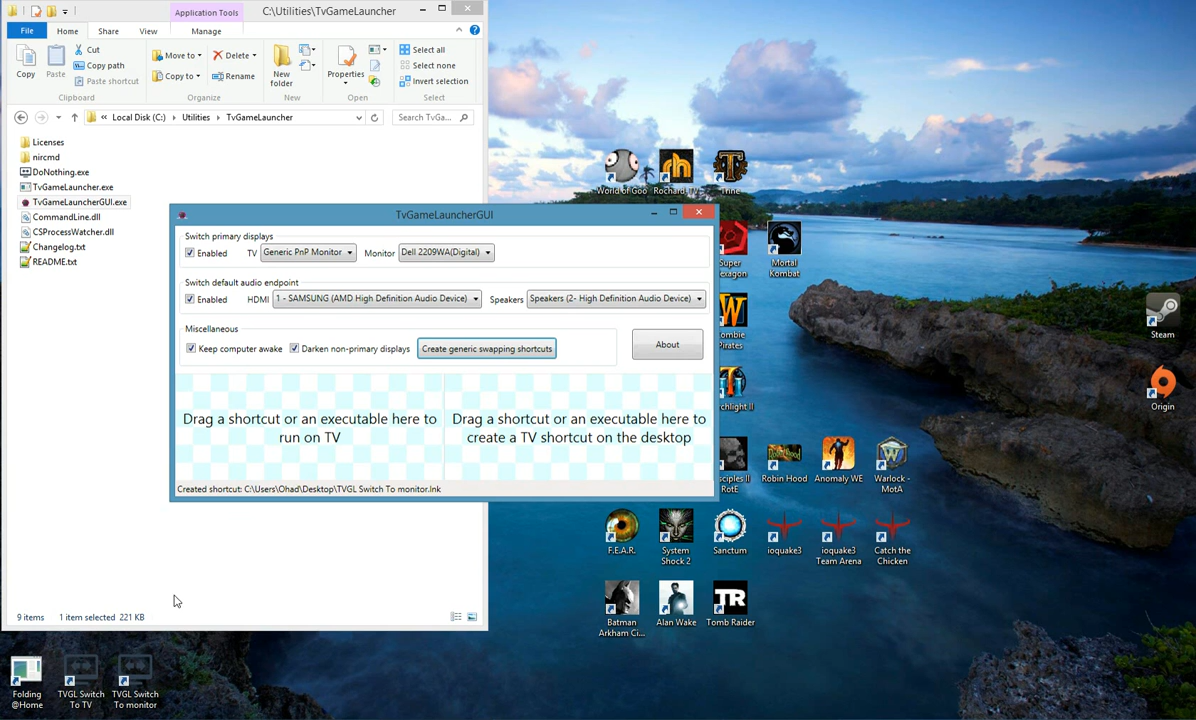 Application Tools
C:\Utilities\TvGameLauncher
File
Home
Share
View
Manage
Copy
Paste
Cut
Copy path
Paste shortcut
Clipboard
Move to
Copy to
Delete
Rename
Organize
New
folder
New
Properties
Open
Select all
Select none
Invert selection
Select
« Local Disk (C:)
Utilities
TvGameLauncher
Search TvGa...
Licenses
nircmd
DoNothing.exe
TvGameLauncher.exe
TvGameLauncherGUI.exe
CommandLine.dll
CSProcessWatcher.dll
Changelog.txt
README.txt
9 items
1 item selected 221 KB
TvGameLauncherGUI
Switch primary displays
Enabled
TV
Generic PnP Monitor
Monitor
Dell 2209WA(Digital)
Switch default audio endpoint
Enabled
HDMI
1 - SAMSUNG (AMD High Definition Audio Device)
Speakers
Speakers (2- High Definition Audio Device)
Miscellaneous
Keep computer awake
Darken non-primary displays
Create generic swapping shortcuts
About
Drag a shortcut or an executable here to
run on TV
Drag a shortcut or an executable here to
create a TV shortcut on the desktop
Created shortcut: C:\Users\Ohad\Desktop\TVGL Switch To monitor.lnk
World of Goo
Rochard
Trine
Super
Mortal
Kombat
Pirates
Steam
Origin
Robin Hood
Anomaly WE
Warlock -
MotA
RotE
F.E.A.R.
System
Shock 2
Sanctum
ioquake3
ioquake3
Team Arena
Catch the
Chicken
Batman
Arkham Ci...
Alan Wake
TR
Tomb Raider
Folding
@Home
TVGL Switch
To TV
TVGL Switch
To monitor